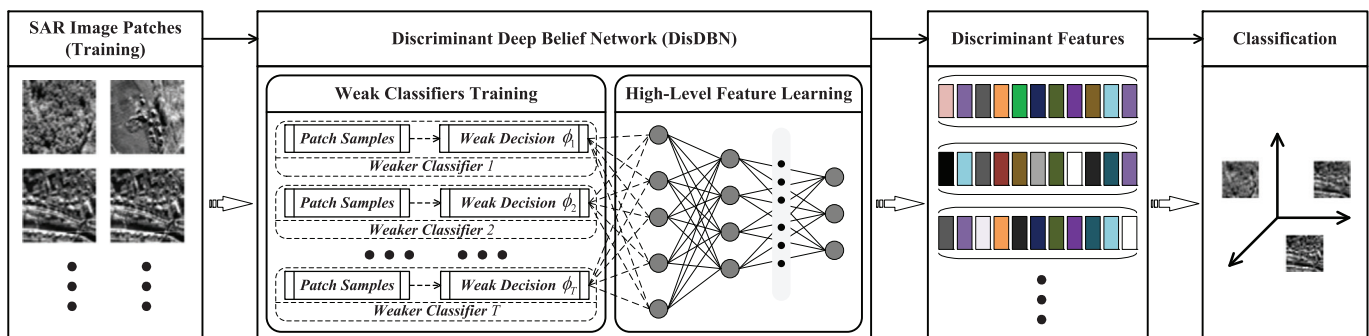 SAR Image Patches
(Training)
Discriminant Deep Belief Network (DisDBN)
Discriminant Features
Classification
Weak Classifiers Training
High-Level Feature Learning
Patch Samples
Weak Decision ϕ1
Weaker Classifier 1
Patch Samples
Weak Decision ϕ2
Weaker Classifier 2
Patch Samples
Weak Decision ϕT
Weaker Classifier T